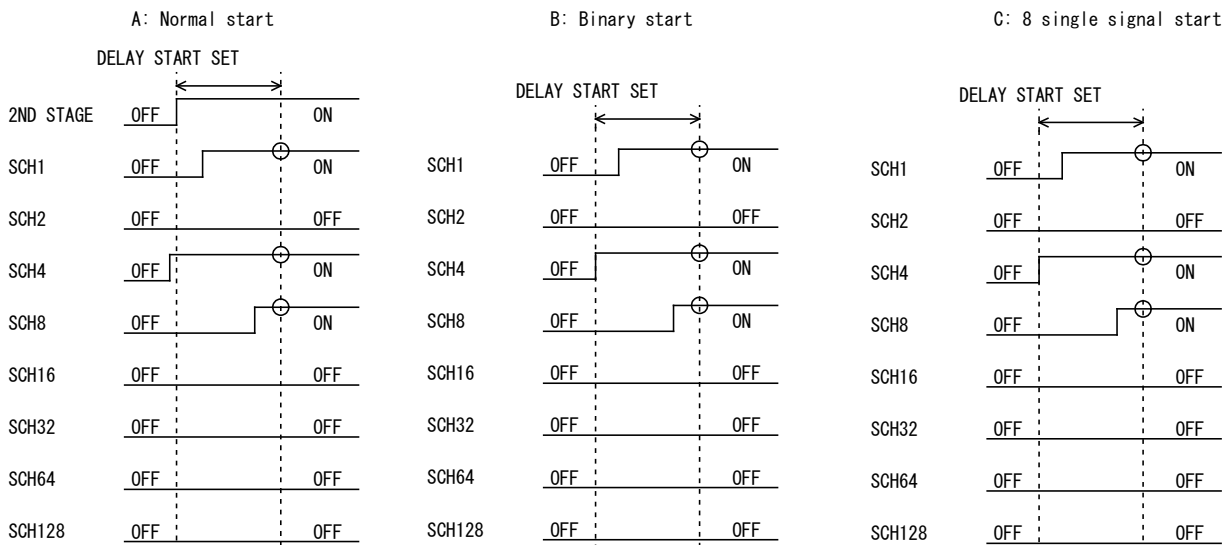 A: Normal start
B: Binary start
C: 8 single signal start
DELAY START SET
DELAY START SET
DELAY START SET
2ND STAGE OFF ON
SCH1 OFF ON
SCH1 OFF ON
SCH1 OFF ON
SCH2 OFF OFF
SCH2 OFF OFF
SCH2 OFF OFF
SCH4 OFF ON
SCH4 OFF ON
SCH4 OFF ON
SCH8 OFF ON
SCH8 OFF ON
SCH8 OFF ON
SCH16 OFF OFF
SCH16 OFF OFF
SCH16 OFF OFF
SCH32 OFF OFF
SCH32 OFF OFF
SCH32 OFF OFF
SCH64 OFF OFF
SCH64 OFF OFF
SCH64 OFF OFF
SCH128 OFF OFF
SCH128 OFF OFF
SCH128 OFF OFF